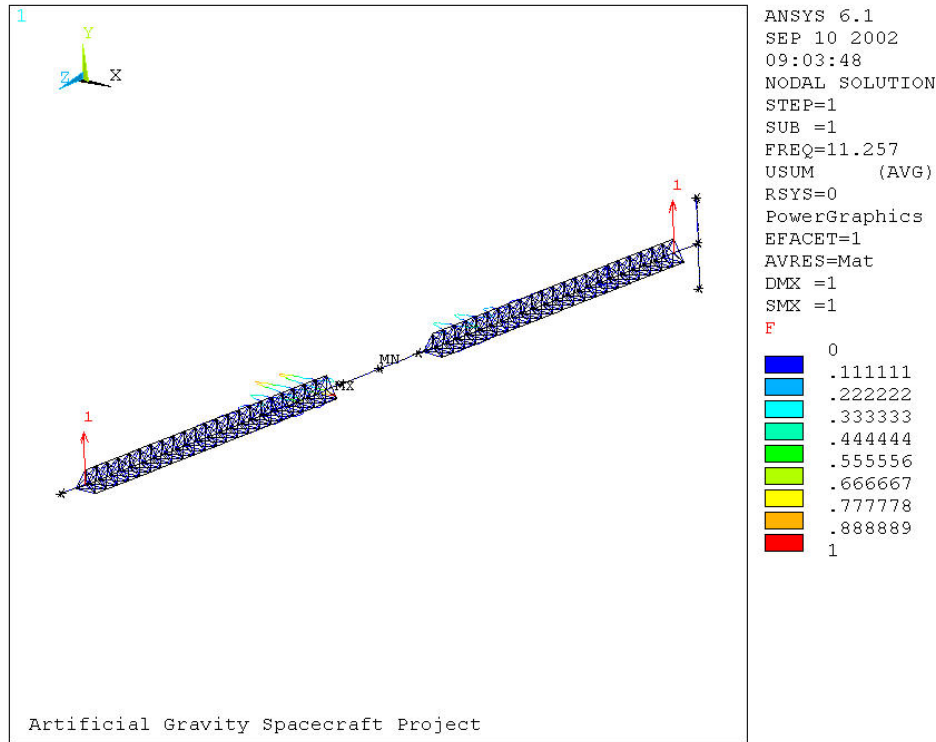 1
Y
Z X
1
MN
MX
1
Artificial Gravity Spacecraft Project
ANSYS 6.1
SEP 10 2002
09:03:48
NODAL SOLUTION
STEP=1
SUB =1
FREQ=11.257
USUM (AVG)
RSYS=0
PowerGraphics
EFACET=1
AVRES=Mat
DMX =1
SMX =1
F
0
.111111
.222222
.333333
.444444
.555556
.666667
.777778
.888889
1